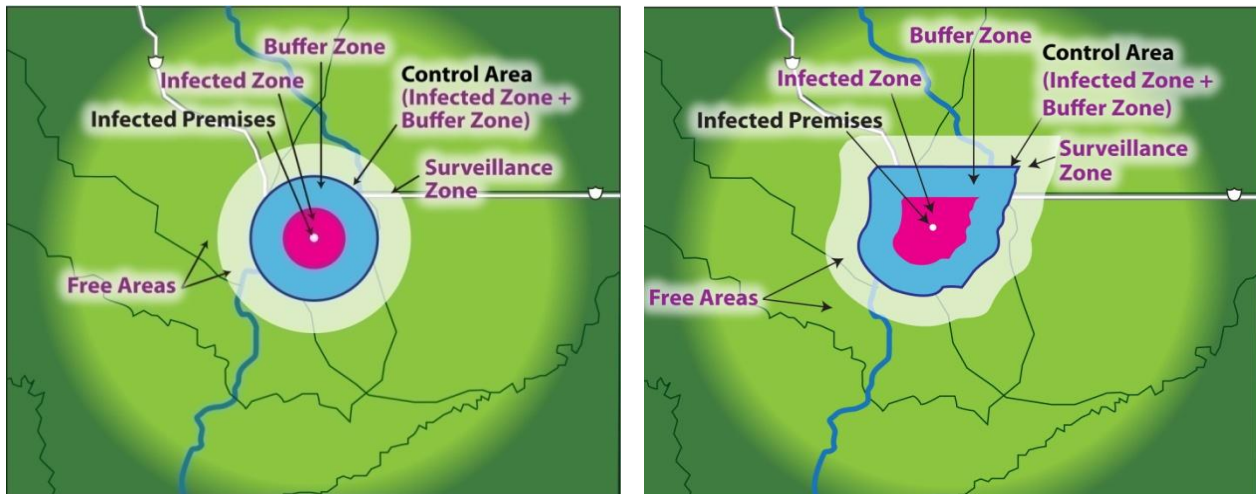 Buffer Zone
Infected Zone
Control Area
(Infected Zone +
Buffer Zone)
Infected Premises
Surveillance
Zone
Free Areas
Buffer Zone
Control Area
(Infected Zone +
Buffer Zone)
Infected Zone
Infected Premises
Surveillance
Zone
Free Areas